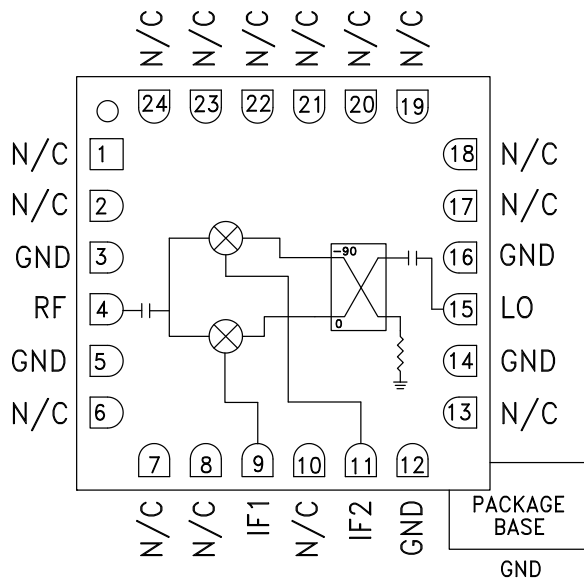 N/C N/C N/C N/C N/C N/C
24 23 22 21 20 19
N/C 1 18 N/C
N/C 2 17 N/C
GND 3 -90 16 GND
RF 4 15 LO
0
GND 5 14 GND
N/C 6 13 N/C
7 8 9 10 11 12
N/C N/C IF1 N/C IF2 GND
PACKAGE
BASE
GND